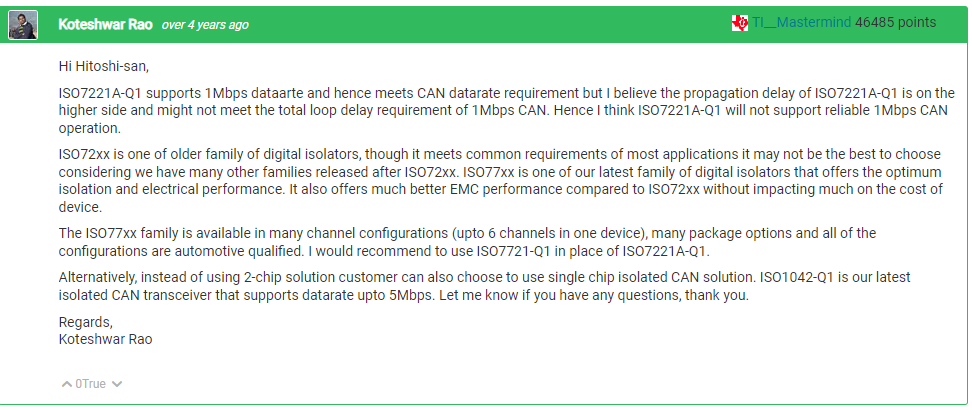 Koteshwar Rao over 4 years ago TI__Mastermind 46485 points
Hi Hitoshi-san,
ISO7221A-Q1 supports 1Mbps dataarte and hence meets CAN datarate requirement but I believe the propagation delay of ISO7221A-Q1 is on the
higher side and might not meet the total loop delay requirement of 1Mbps CAN. Hence I think ISO7221A-Q1 will not support reliable 1Mbps CAN
operation.
ISO72xx is one of older family of digital isolators, though it meets common requirements of most applications it may not be the best to choose
considering we have many other families released after ISO72xx. ISO77xx is one of our latest family of digital isolators that offers the optimum
isolation and electrical performance. It also offers much better EMC performance compared to ISO72xx without impacting much on the cost of
device.
The ISO77xx family is available in many channel configurations (upto 6 channels in one device), many package options and all of the
configurations are automotive qualified. I would recommend to use ISO7721-Q1 in place of ISO7221A-Q1.
Alternatively, instead of using 2-chip solution customer can also choose to use single chip isolated CAN solution. ISO1042-Q1 is our latest
isolated CAN transceiver that supports datarate upto 5Mbps. Let me know if you have any questions, thank you.
Regards,
Koteshwar Rao
0True